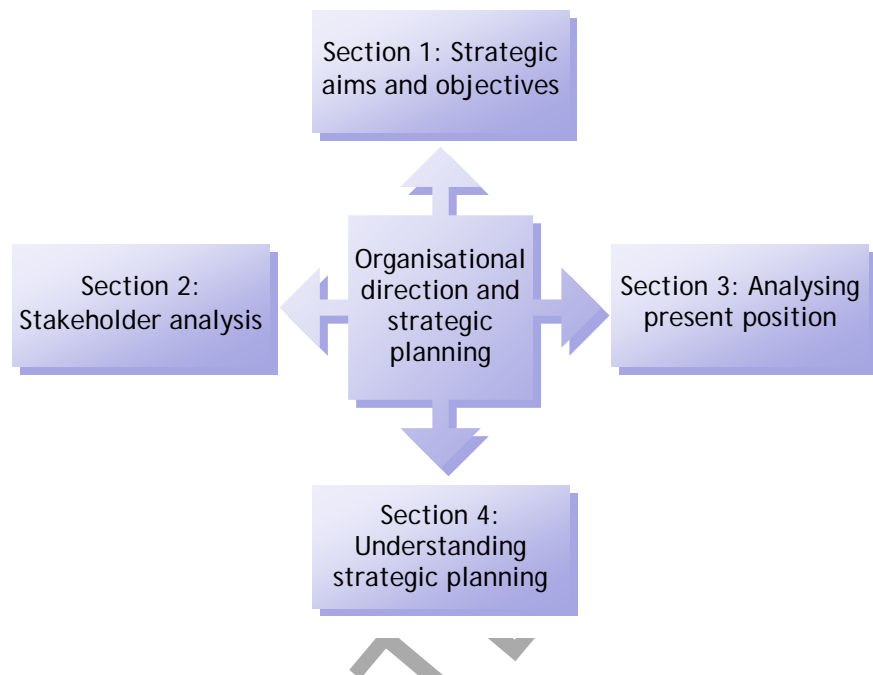 Section 1: Strategic
aims and objectives
Organisational
direction and
strategic
planning
Section 2:
Stakeholder analysis
Section 3: Analysing
present position
Section 4:
Understanding
strategic planning